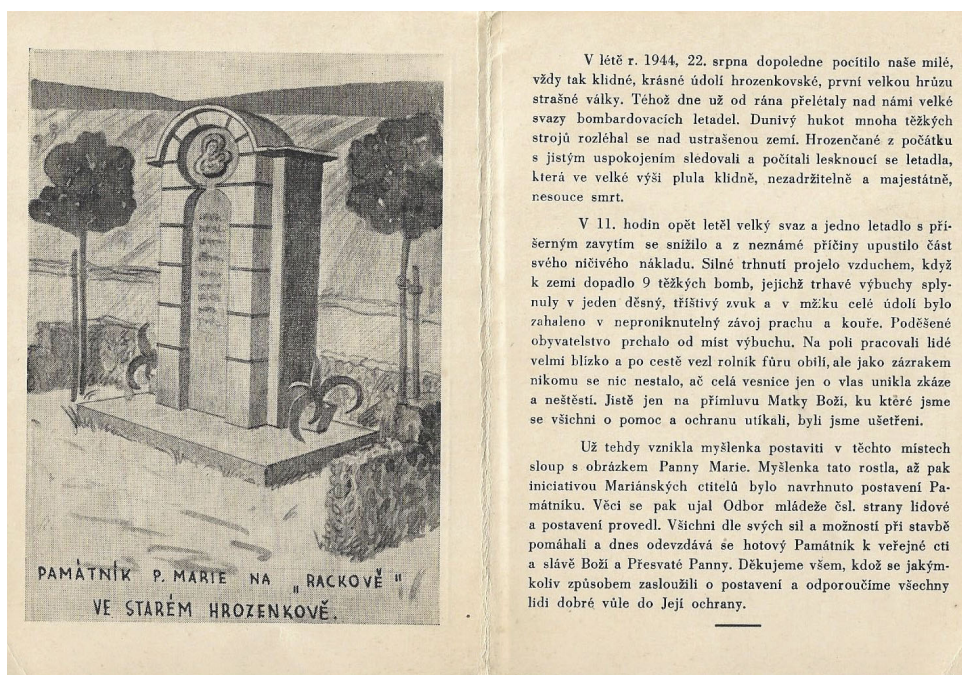 PAMÁTNÍK P. MARIE NA „RACKOVĚ"
VE STARÉM HROZENKOVĚ.
V létě r. 1944, 22. srpna dopoledne pocítilo naše milé,
vždy tak klidné, krásné údolí hrozenkovské, první velkou hrůzu
strašné války. Téhož dne už od rána přelétaly nad námi velké
svazy bombardovacích letadel. Dunivý hukot mnoha těžkých
strojů rozléhal se nad ustrašenou zemí. Hrozenčané z počátku
s jistým uspokojením sledovali a počítali lesknoucí se letadla,
která ve velké výši plula klidně, nezadržitelně a majestátně,
nesouce smrt.
V 11. hodin opět letěl velký svaz a jedno letadlo s pří-
šerným zavytím se snížilo a z neznámé příčiny upustilo část
svého ničivého nákladu. Silné trhnutí projelo vzduchem, když
k zemi dopadlo 9 těžkých bomb, jejichž trhavé výbuchy sply-
nuly v jeden děsný, tříštivý zvuk a v mžiku celé údolí bylo
zahaleno v neproniknutelný závoj prachu a kouře. Poděšené
obyvatelstvo prchalo od míst výbuchu. Na poli pracovali lidé
velmi blízko a po cestě vezl rolník fůru obilí, ale jako zázrakem
nikomu se nic nestalo, ač celá vesnice jen o vlas unikla zkáze
a neštěstí. Jistě jen na přímluvu Matky Boží, ku které jsme
se všichni o pomoc a ochranu utíkali, byli jsme ušetřeni.
Už tehdy vznikla myšlenka postaviti v těchto místech
sloup s obrázkem Panny Marie. Myšlenka tato rostla, až pak
iniciativou Mariánských ctitelů bylo navrhnuto postavení Pa-
mátníku. Věci se pak ujal Odbor mládeže čsl. strany lidové
a postavení provedl. Všichni dle svých sil a možností při stavbě
pomáhali a dnes odevzdává se hotový Památník k veřejné cti
a slávě Boží a Přesvaté Panny. Děkujeme všem, kdož se jakým-
koliv způsobem zasloužili o postavení a odporoučíme všechny
lidi dobré vůle do Její ochrany.